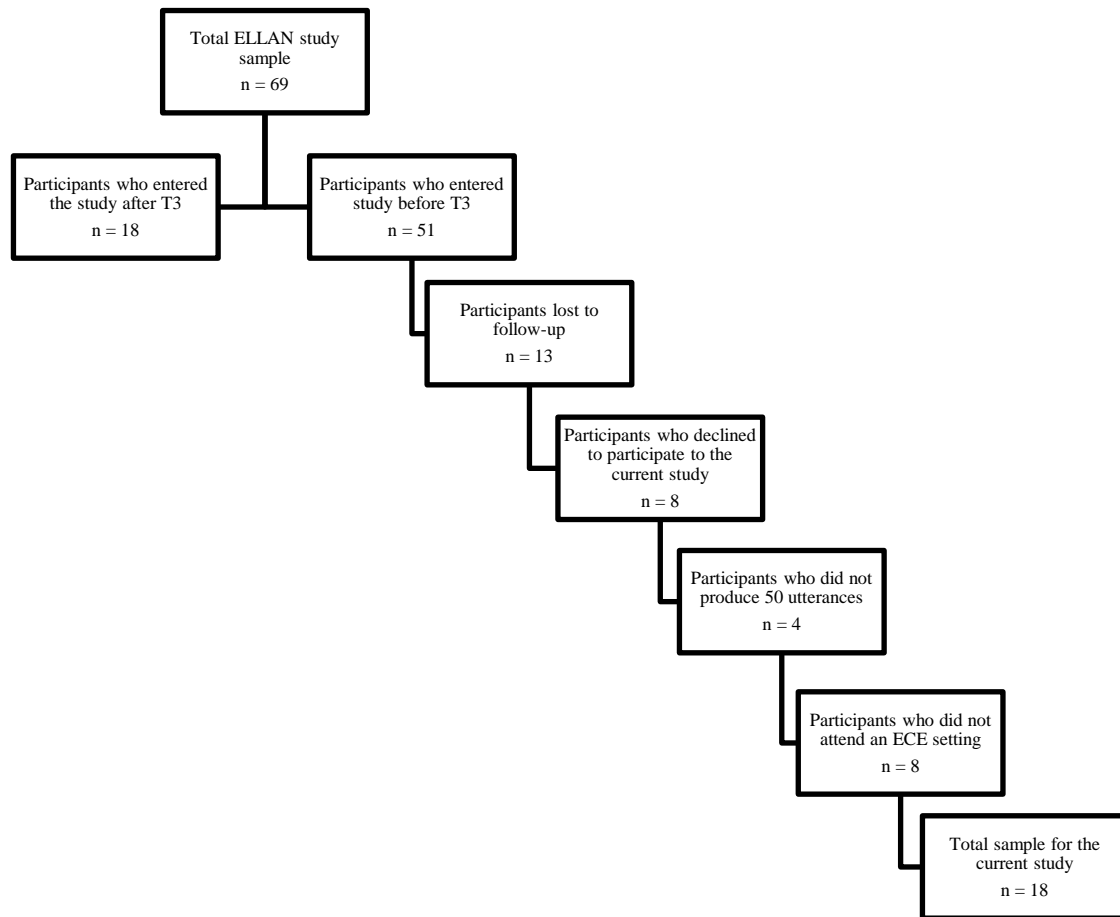 Total ELLAN study
sample
n = 69
Participants who entered
the study after T3
n = 18
Participants who entered
study before T3
n = 51
Participants lost to
follow-up
n = 13
Participants who declined
to participate to the
current study
n = 8
Participants who did not
produce 50 utterances
n = 4
Participants who did not
attend an ECE setting
n = 8
Total sample for the
current study
n = 18